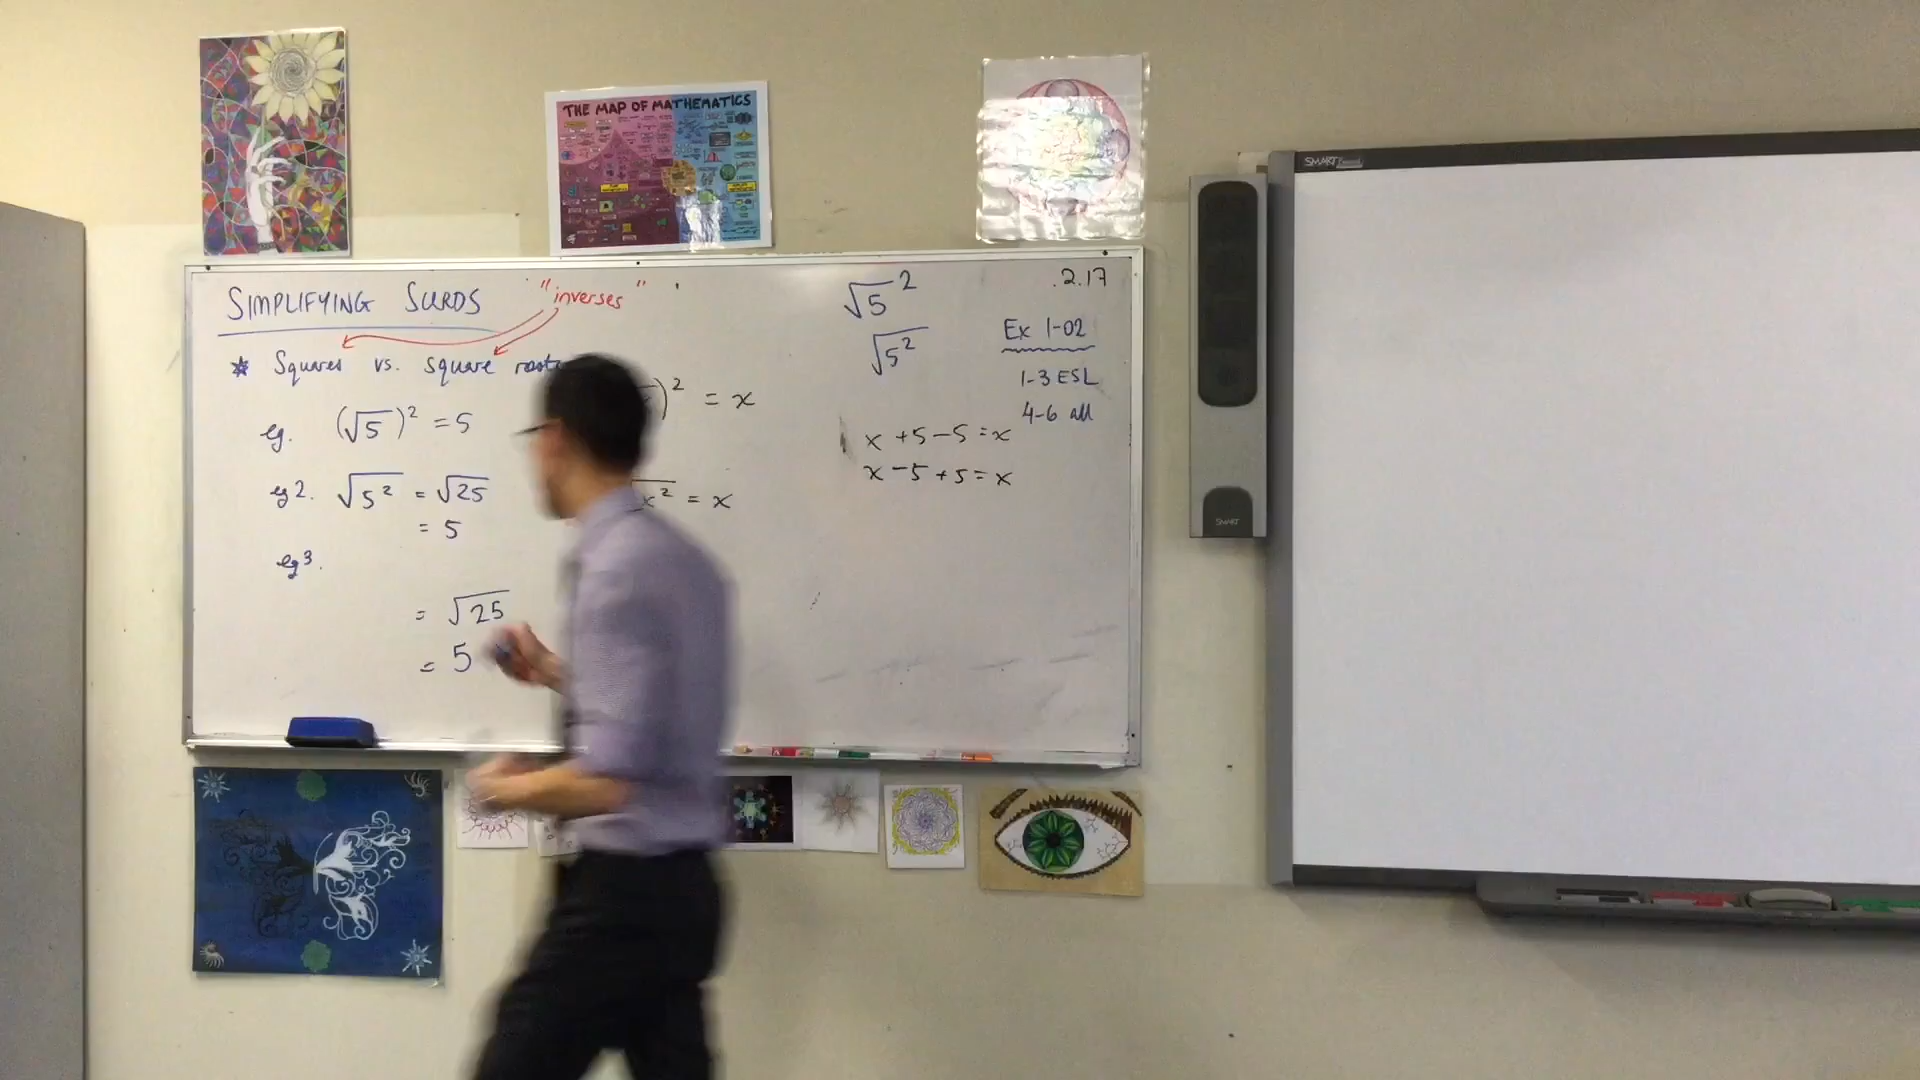 THE MAP OF MATHEMATICS
SIMPLIFYING SURDS
"inverses"
* Squares vs. square roots
eg. (√5)² = 5
)² = x
eg 2. √5² = √25
= 5
x² = x
eg 3.
= √25
= 5
√5²
√5²
x + 5 - 5 = x
x - 5 + 5 = x
.2.17
Ex 1-02
1-3 ESL
4-6 all
SMART
SMART